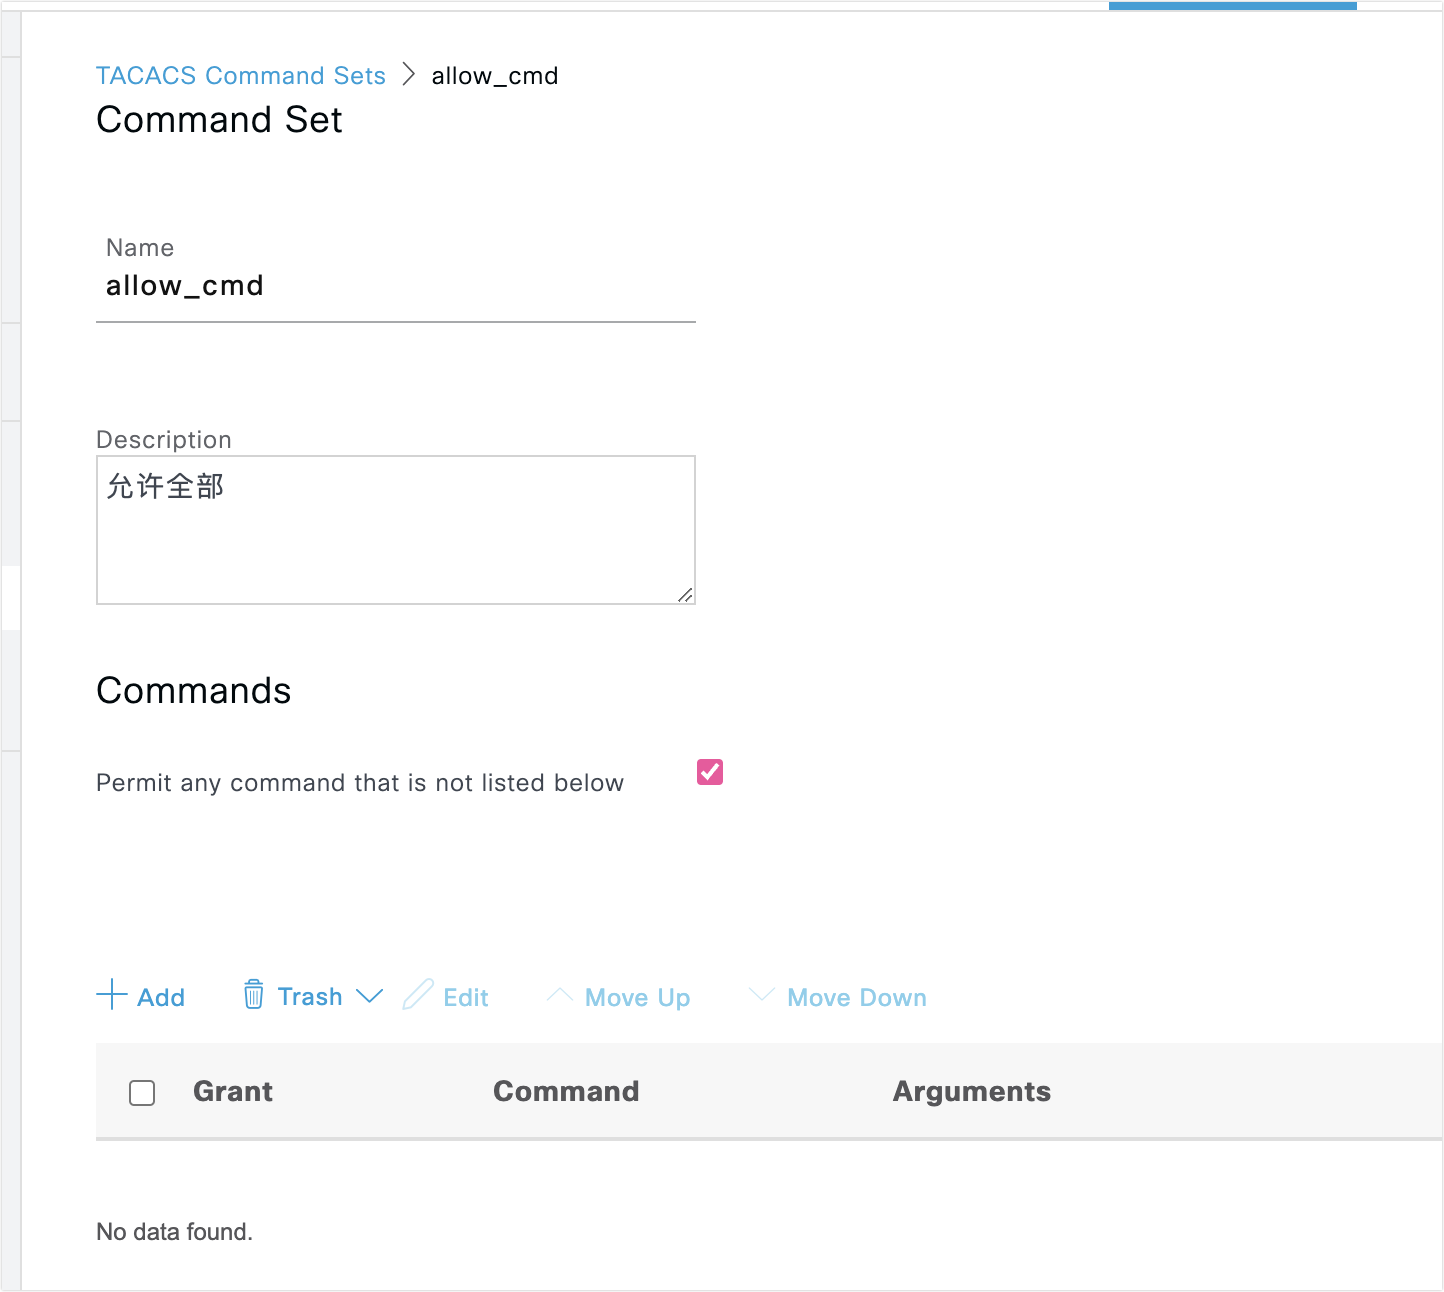 TACACS Command Sets > allow_cmd
Command Set
Name
allow_cmd
Description
允许全部
Commands
Permit any command that is not listed below
Add Trash Edit Move Up Move Down
Grant Command Arguments
No data found.